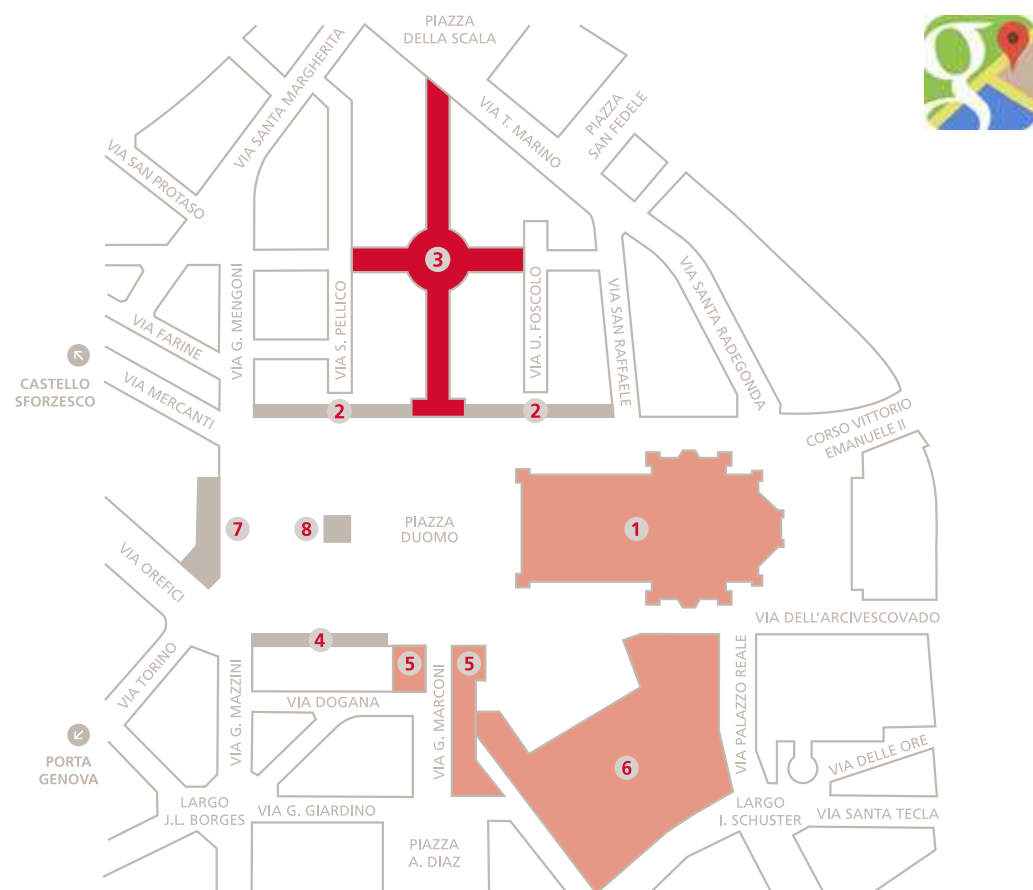 PIAZZA
DELLA SCALA
VIA SANTA MARGHERITA
VIA T. MARINO
PIAZZA
SAN FEDELE
VIA SAN PROTASO
3
VIA G. MENGONI
VIA S. PELLICO
VIA U. FOSCOLO
VIA SAN RAFFAELE
VIA SANTA RADEGONDA
VIA FARINE
CASTELLO
SFORZESCO
VIA MERCANTI
2
2
CORSO VITTORIO
EMANUELE II
7
8
PIAZZA
DUOMO
1
VIA OREFICI
VIA DELL'ARCIVESCOVADO
4
5
5
VIA TORINO
VIA G. MAZZINI
VIA DOGANA
VIA G. MARCONI
VIA PALAZZO REALE
6
VIA DELLE ORE
PORTA
GENOVA
LARGO
J.L. BORGES
VIA G. GIARDINO
LARGO
I. SCHUSTER
VIA SANTA TECLA
PIAZZA
A. DIAZ
g